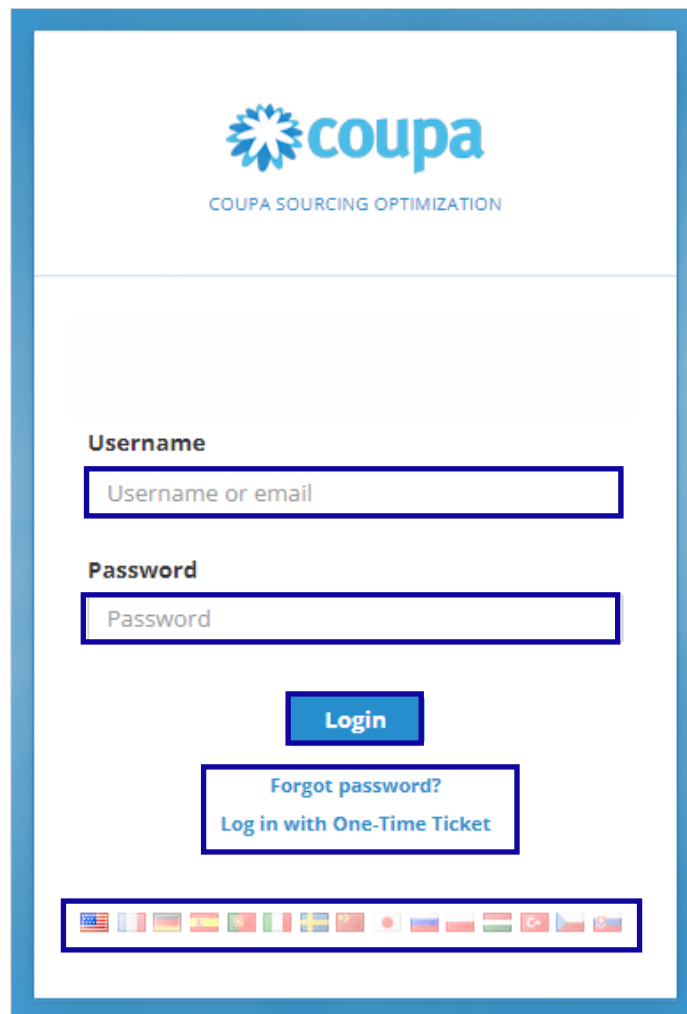 coupa
COUPA SOURCING OPTIMIZATION
Username
Username or email
Password
Password
Login
Forgot password?
Log in with One-Time Ticket